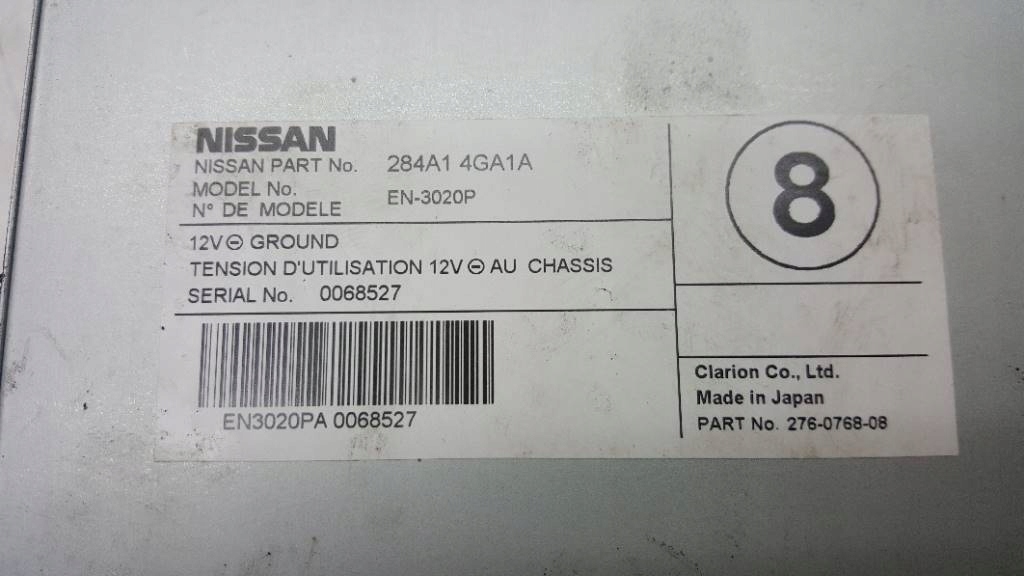 NISSAN
NISSAN PART No. 284A1 4GA1A
MODEL No.
N° DE MODELE EN-3020P
12V⊖ GROUND
TENSION D'UTILISATION 12V⊖ AU CHASSIS
SERIAL No. 0068527
EN3020PA 0068527
8
Clarion Co., Ltd.
Made in Japan
PART No. 276-0768-08